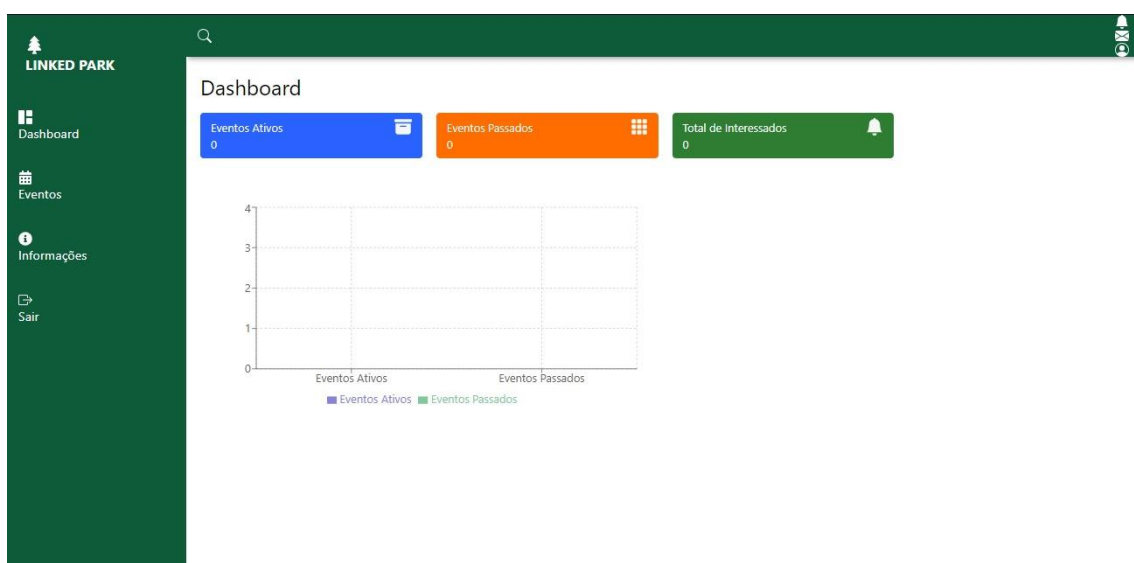 LINKED PARK
Dashboard
Eventos
Informações
Sair
Dashboard
Eventos Ativos
0
Eventos Passados
0
Total de Interessados
0
4
3
2
1
0
Eventos Ativos Eventos Passados
Eventos Ativos Eventos Passados